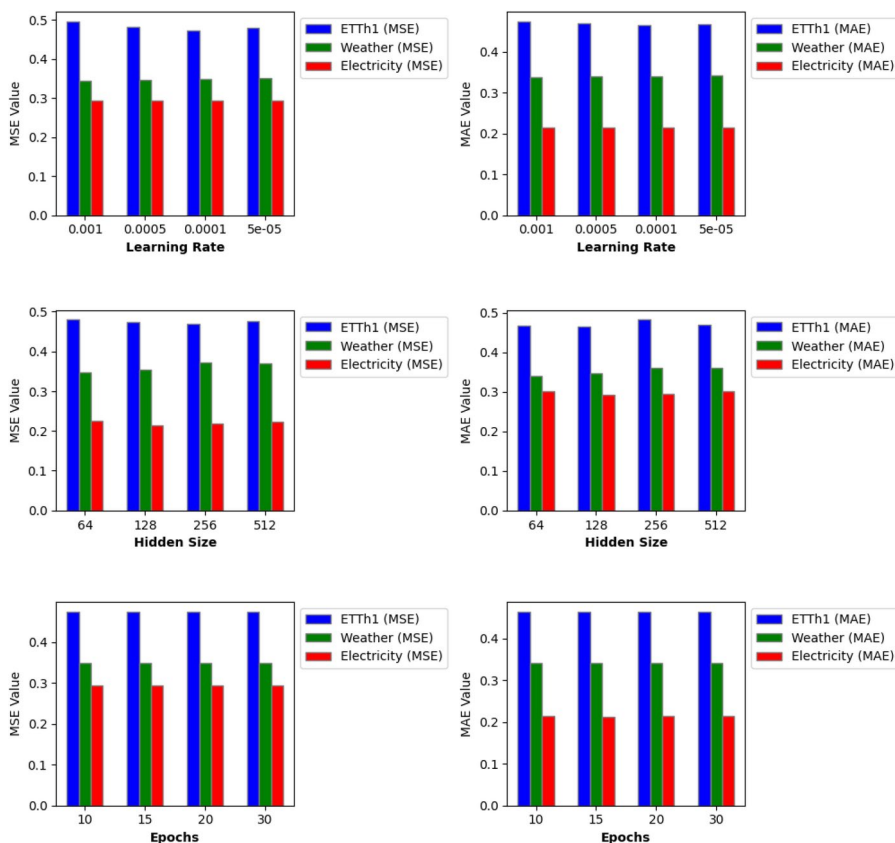 0.5
0.4
0.3
0.2
0.1
0.0
MSE Value
0.001 0.0005 0.0001 5e-05
Learning Rate
ETTh1 (MSE)
Weather (MSE)
Electricity (MSE)
0.4
0.3
0.2
0.1
0.0
MAE Value
0.001 0.0005 0.0001 5e-05
Learning Rate
ETTh1 (MAE)
Weather (MAE)
Electricity (MAE)
0.5
0.4
0.3
0.2
0.1
0.0
MSE Value
64 128 256 512
Hidden Size
ETTh1 (MSE)
Weather (MSE)
Electricity (MSE)
0.5
0.4
0.3
0.2
0.1
0.0
MAE Value
64 128 256 512
Hidden Size
ETTh1 (MAE)
Weather (MAE)
Electricity (MAE)
0.4
0.3
0.2
0.1
0.0
MSE Value
10 15 20 30
Epochs
ETTh1 (MSE)
Weather (MSE)
Electricity (MSE)
0.4
0.3
0.2
0.1
0.0
MAE Value
10 15 20 30
Epochs
ETTh1 (MAE)
Weather (MAE)
Electricity (MAE)